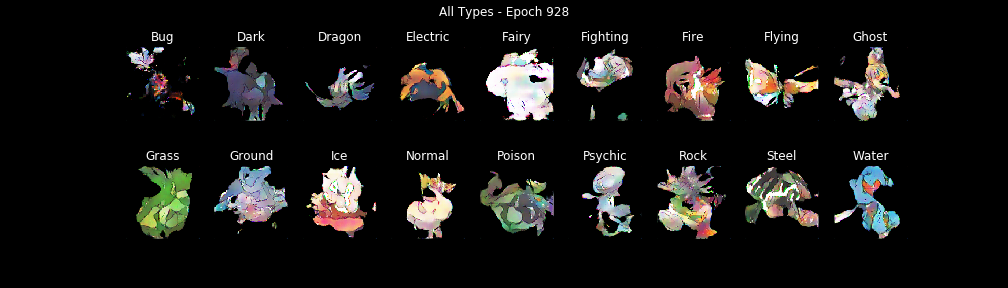 All Types - Epoch 928
Bug Dark Dragon Electric Fairy Fighting Fire Flying Ghost
Grass Ground Ice Normal Poison Psychic Rock Steel Water